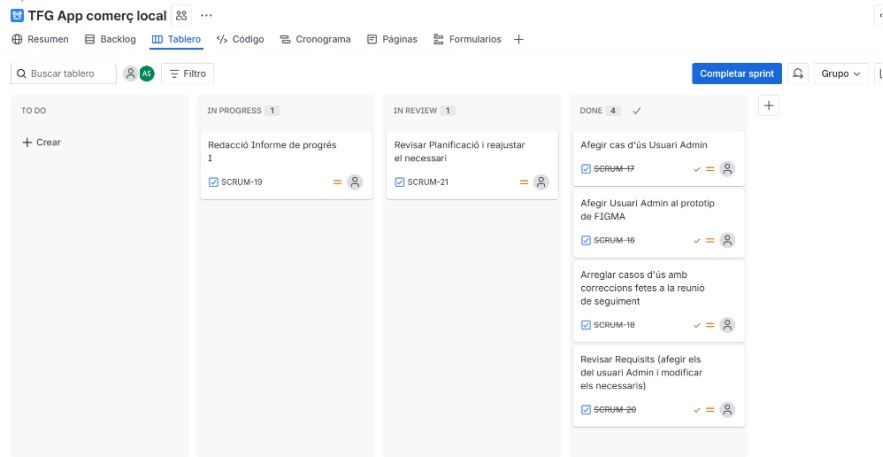 TFG App comerç local
Resumen Backlog Tablero Código Cronograma Páginas Formularios
Buscar tablero AS Filtro Completar sprint Grupo
TO DO
Crear
IN PROGRESS 1
Redacció Informe de progrés
I
SCRUM-19
IN REVIEW 1
Revisar Planificació i reajustar
el necessari
SCRUM-21
DONE 4
Afegir cas d'ús Usuari Admin
SCRUM-17
Afegir Usuari Admin al prototip
de FIGMA
SCRUM-16
Arreglar casos d'ús amb
correccions fetes a la reunió
de seguiment
SCRUM-18
Revisar Requisits (afegir els
del usuari Admin i modificar
els necessaris)
SCRUM-20